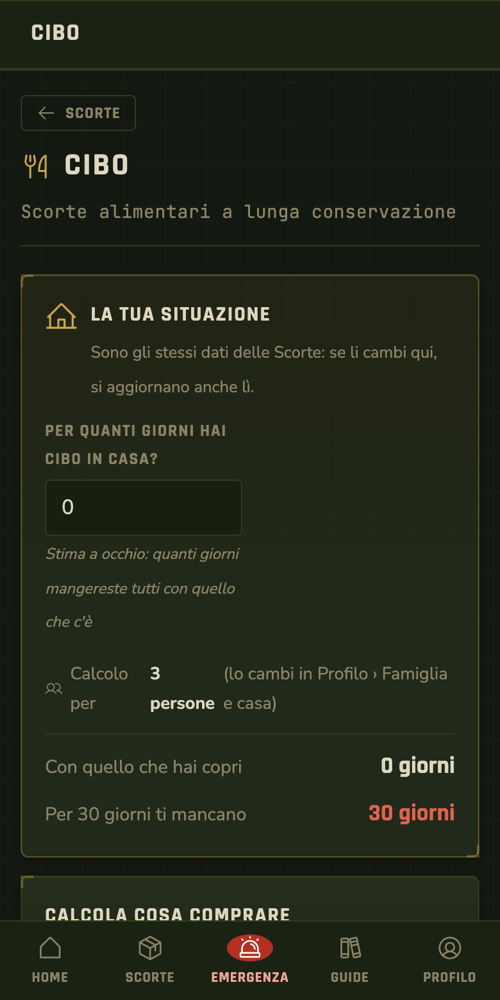 CIBO
SCORTE
CIBO
Scorte alimentari a lunga conservazione
LA TUA SITUAZIONE
Sono gli stessi dati delle Scorte: se li cambi qui,
si aggiornano anche lì.
PER QUANTI GIORNI HAI
CIBO IN CASA?
0
Stima a occhio: quanti giorni
mangereste tutti con quello
che c'è
Calcolo per 3 persone (lo cambi in Profilo › Famiglia e casa)
Con quello che hai copri 0 giorni
Per 30 giorni ti mancano 30 giorni
CALCOLA COSA COMPRARE
HOME SCORTE EMERGENZA GUIDE PROFILO